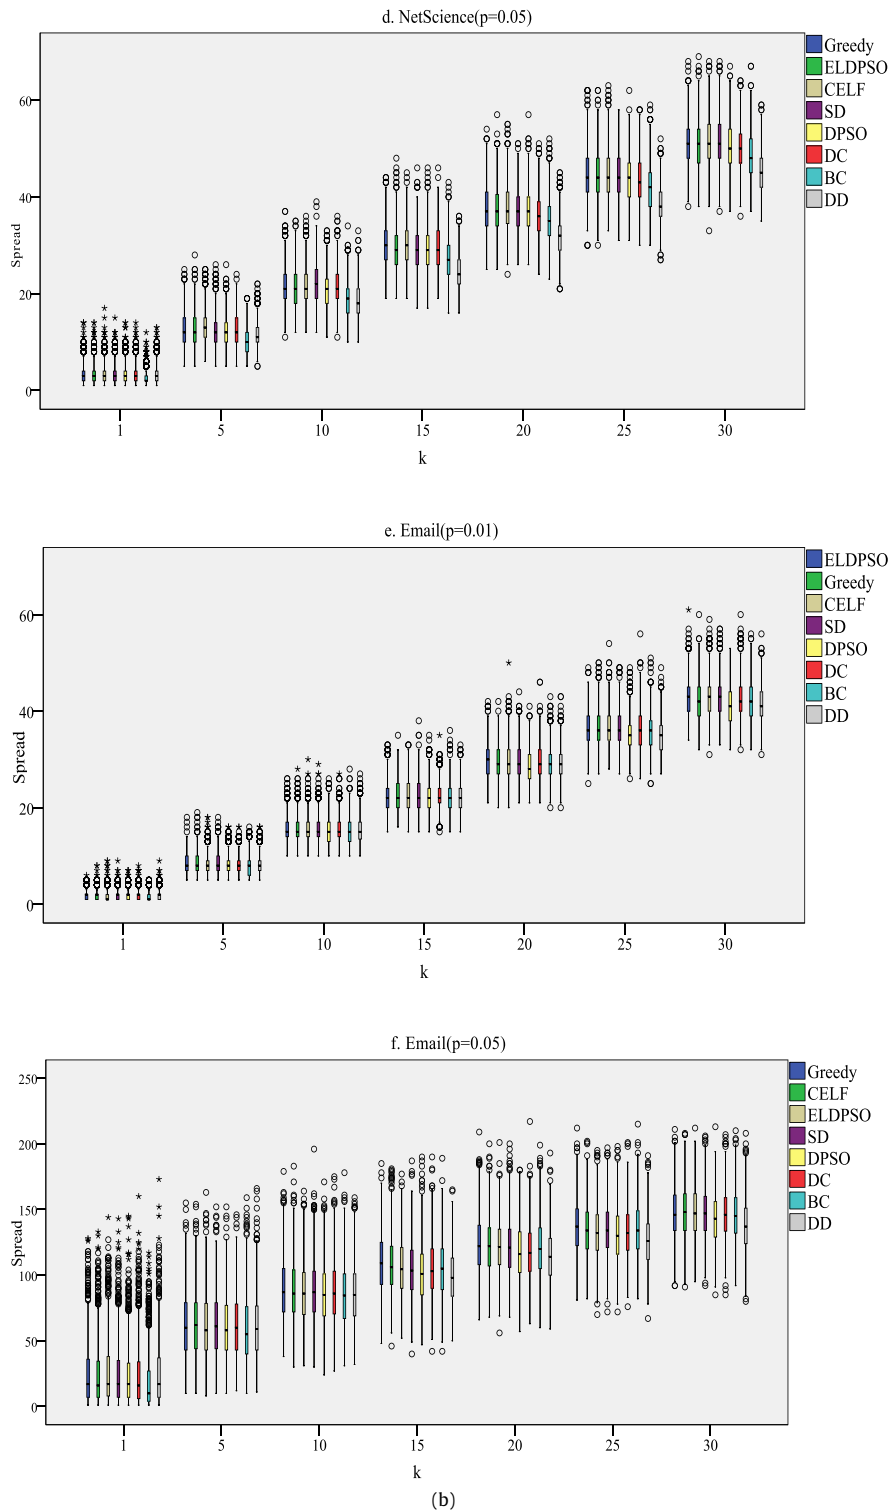 d. NetScience(p=0.05)
Greedy
ELDPSO
CELF
SD
DPSO
DC
BC
DD
60
40
20
0
Spread
1 5 10 15 20 25 30
k
e. Email(p=0.01)
ELDPSO
Greedy
CELF
SD
DPSO
DC
BC
DD
60
40
20
0
Spread
1 5 10 15 20 25 30
k
f. Email(p=0.05)
Greedy
CELF
ELDPSO
SD
DPSO
DC
BC
DD
250
200
150
100
50
0
Spread
1 5 10 15 20 25 30
k
(b)